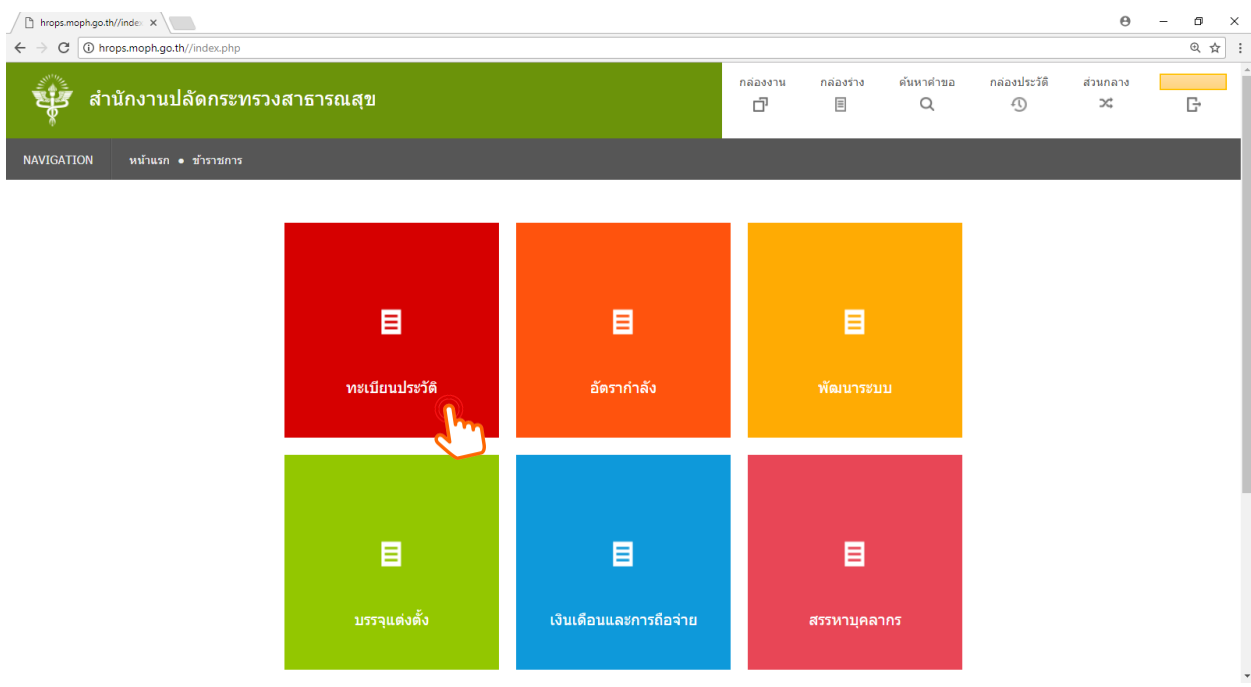 hrops.moph.go.th//inde
hrops.moph.go.th//index.php
สำนักงานปลัดกระทรวงสาธารณสุข
กล่องงาน กล่องร่าง ค้นหาคำขอ กล่องประวัติ ส่วนกลาง
NAVIGATION หน้าแรก ● ข้าราชการ
ทะเบียนประวัติ อัตรากำลัง พัฒนาระบบ
บรรจุแต่งตั้ง เงินเดือนและการถือจ่าย สรรหาบุคลากร